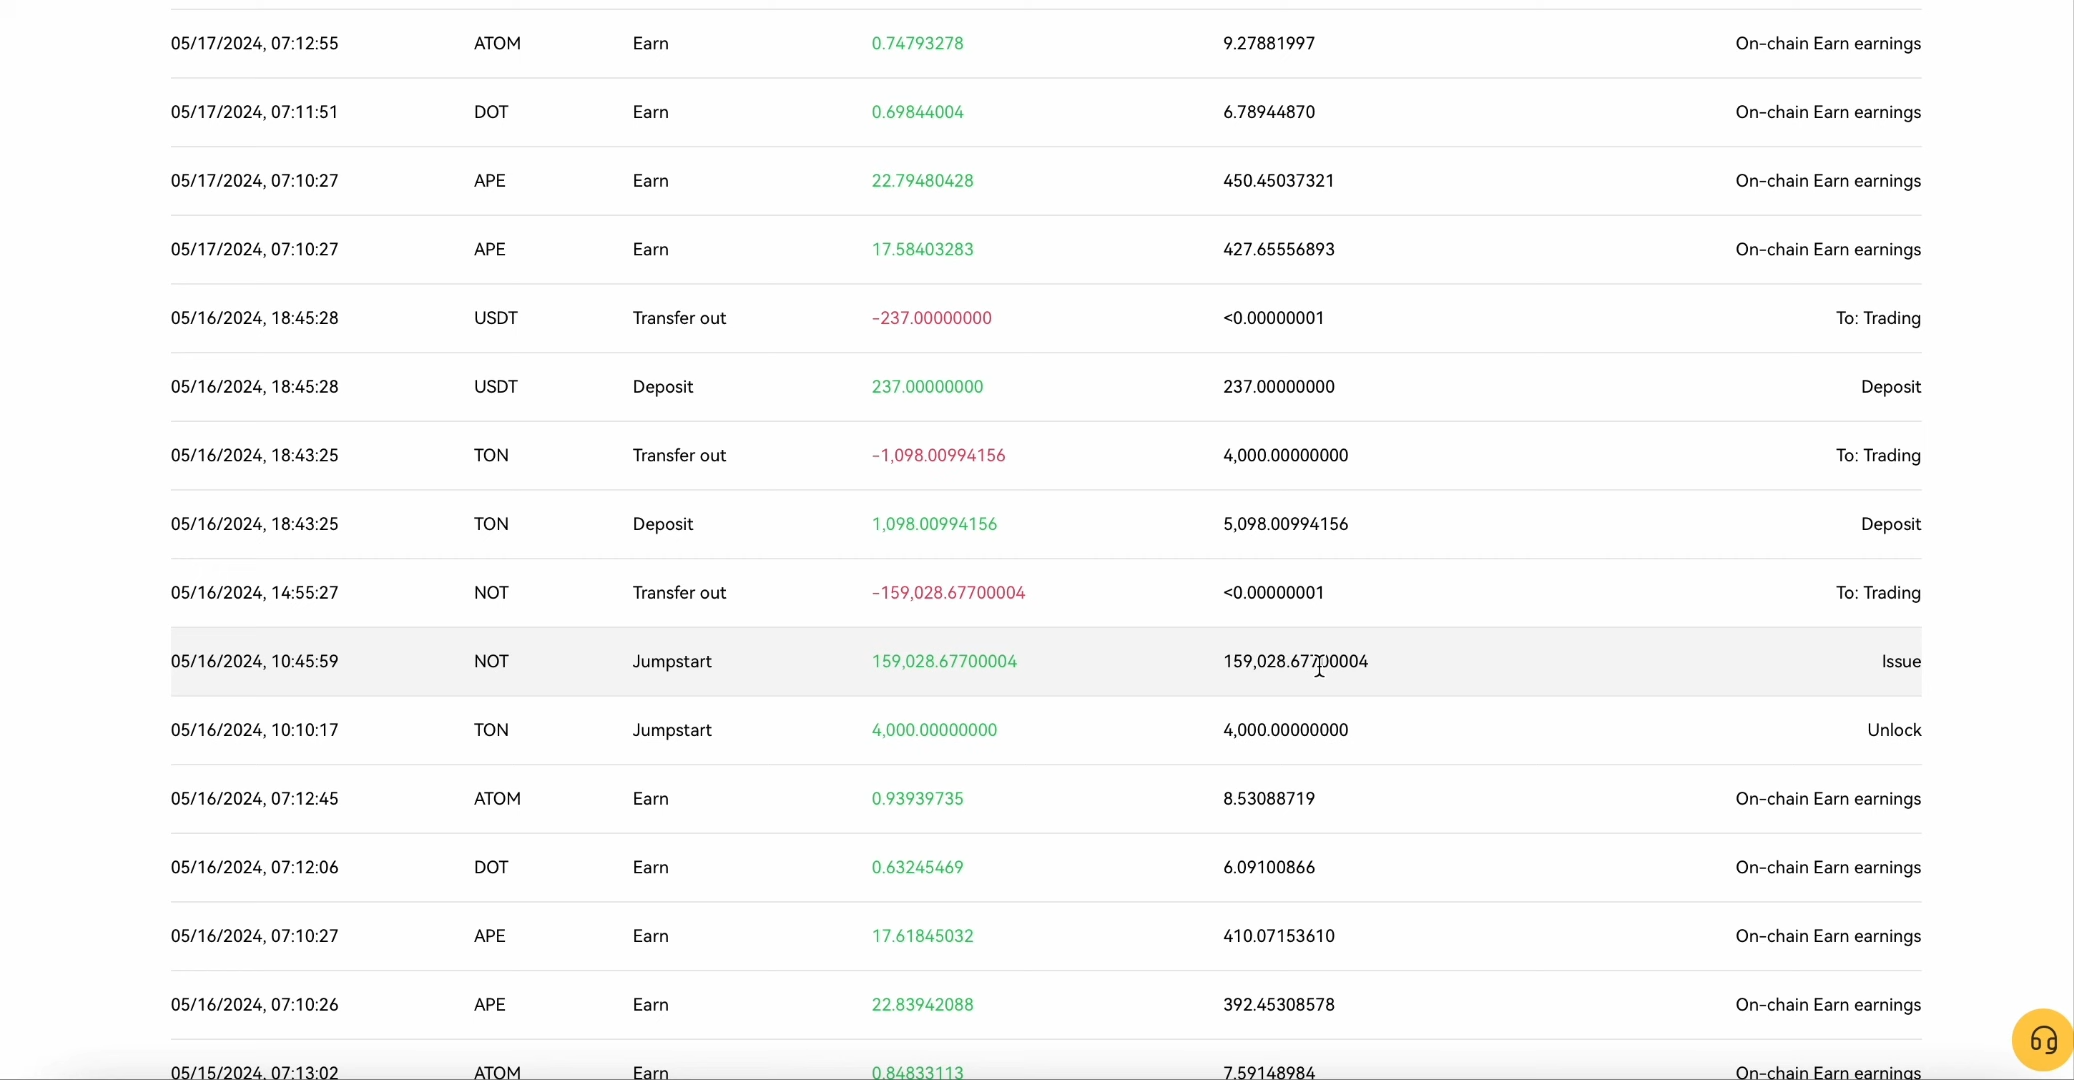 05/17/2024, 07:12:55 ATOM Earn 0.74793278 9.27881997 On-chain Earn earnings
05/17/2024, 07:11:51 DOT Earn 0.69844004 6.78944870 On-chain Earn earnings
05/17/2024, 07:10:27 APE Earn 22.79480428 450.45037321 On-chain Earn earnings
05/17/2024, 07:10:27 APE Earn 17.58403283 427.65556893 On-chain Earn earnings
05/16/2024, 18:45:28 USDT Transfer out -237.00000000 <0.00000001 To: Trading
05/16/2024, 18:45:28 USDT Deposit 237.00000000 237.00000000 Deposit
05/16/2024, 18:43:25 TON Transfer out -1,098.00994156 4,000.00000000 To: Trading
05/16/2024, 18:43:25 TON Deposit 1,098.00994156 5,098.00994156 Deposit
05/16/2024, 14:55:27 NOT Transfer out -159,028.67700004 <0.00000001 To: Trading
05/16/2024, 10:45:59 NOT Jumpstart 159,028.67700004 159,028.67700004 Issue
05/16/2024, 10:10:17 TON Jumpstart 4,000.00000000 4,000.00000000 Unlock
05/16/2024, 07:12:45 ATOM Earn 0.93939735 8.53088719 On-chain Earn earnings
05/16/2024, 07:12:06 DOT Earn 0.63245469 6.09100866 On-chain Earn earnings
05/16/2024, 07:10:27 APE Earn 17.61845032 410.07153610 On-chain Earn earnings
05/16/2024, 07:10:26 APE Earn 22.83942088 392.45308578 On-chain Earn earnings
05/15/2024, 07:13:02 ATOM Earn 0.84833113 7.59148984 On-chain Earn earnings